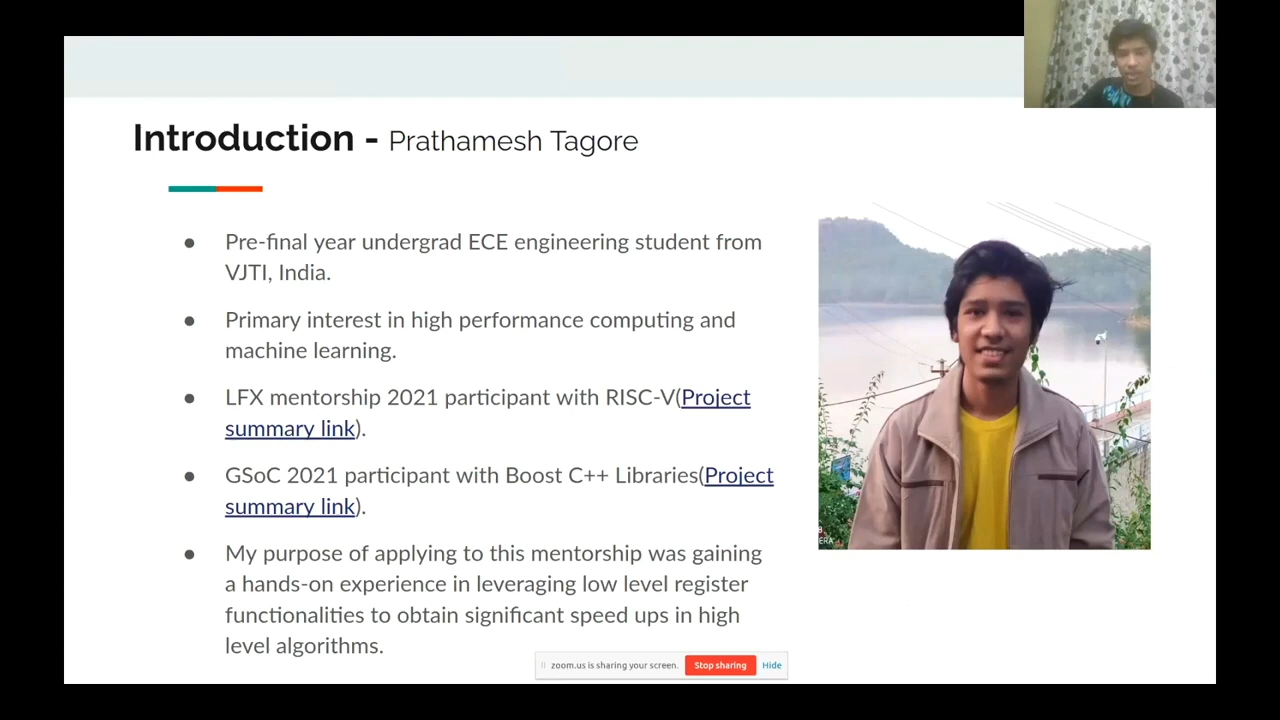 Introduction - Prathamesh Tagore
● Pre-final year undergrad ECE engineering student from
VJTI, India.
● Primary interest in high performance computing and
machine learning.
● LFX mentorship 2021 participant with RISC-V(Project
summary link).
● GSoC 2021 participant with Boost C++ Libraries(Project
summary link).
● My purpose of applying to this mentorship was gaining
a hands-on experience in leveraging low level register
functionalities to obtain significant speed ups in high
level algorithms.
zoom.us is sharing your screen. Stop sharing Hide